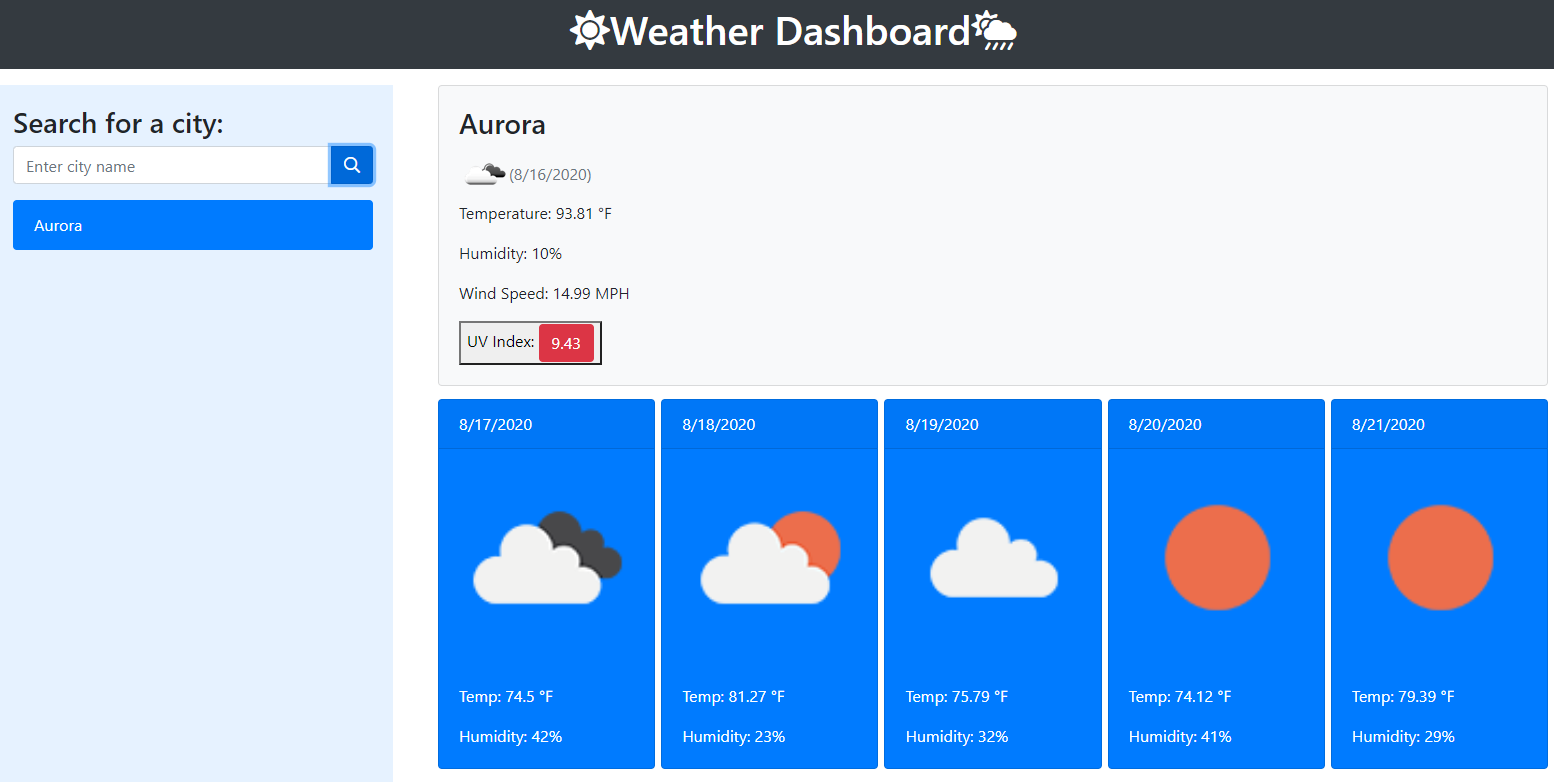 Weather Dashboard
Search for a city:
Enter city name
Aurora
Aurora
(8/16/2020)
Temperature: 93.81 °F
Humidity: 10%
Wind Speed: 14.99 MPH
UV Index: 9.43
8/17/2020
Temp: 74.5 °F
Humidity: 42%
8/18/2020
Temp: 81.27 °F
Humidity: 23%
8/19/2020
Temp: 75.79 °F
Humidity: 32%
8/20/2020
Temp: 74.12 °F
Humidity: 41%
8/21/2020
Temp: 79.39 °F
Humidity: 29%